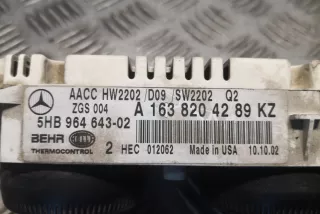 AACC HW2202 /D09 /SW2202 Q2
ZGS 004 A 163 820 42 89 KZ
5HB 964 643-02
BEHR HELLA
THERMOCONTROL 2 HEC 012062 Made in USA 10.10.02